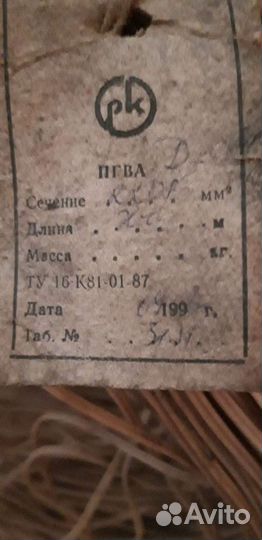 рк
ПГВА
Сечение . . . . мм²
Длина . . . . . м
Масса . . . . . . кг.
ТУ 16-К81-01-87
Дата 199 г.
Таб. №
Avito